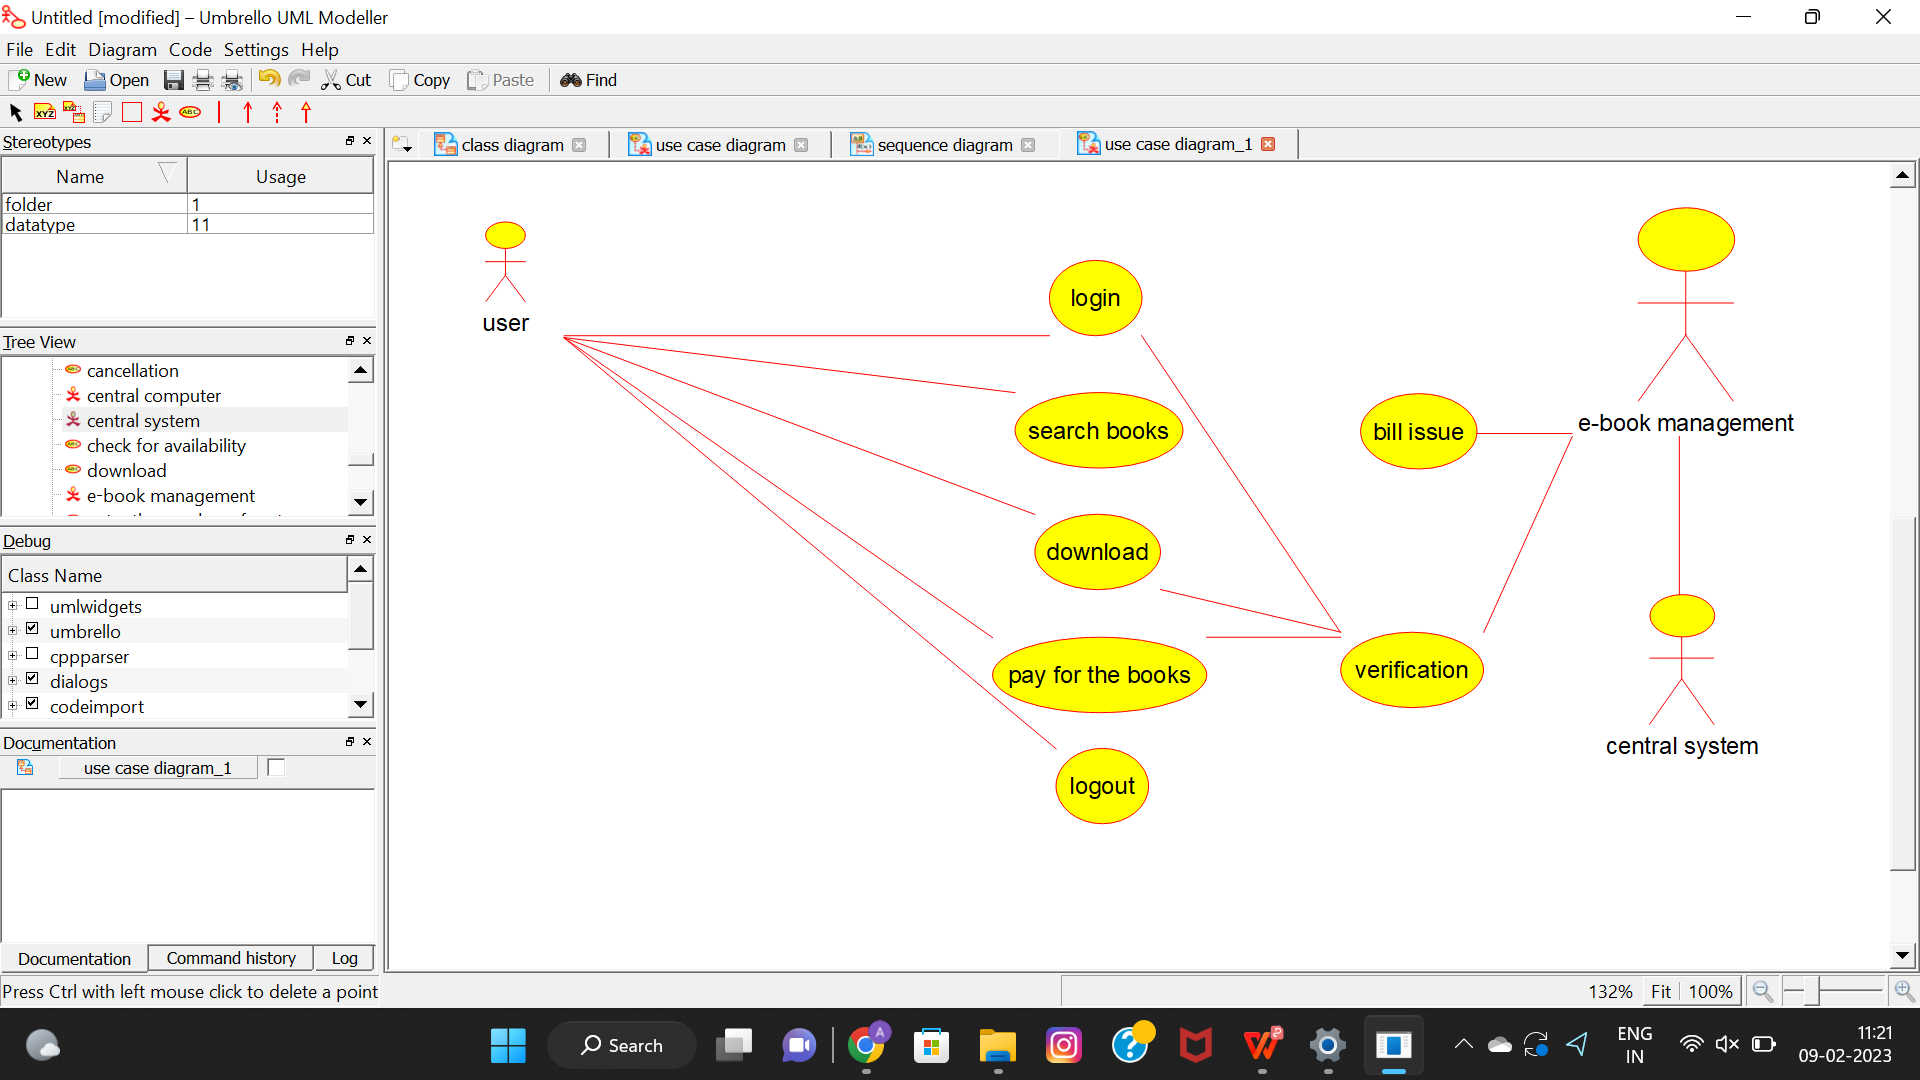 Untitled [modified] – Umbrello UML Modeller
File Edit Diagram Code Settings Help
New Open Cut Copy Paste Find
XYZ XYZ ABC
Stereotypes
class diagram use case diagram sequence diagram use case diagram_1
Name Usage
folder 1
datatype 11
Tree View
cancellation
central computer
central system
check for availability
download
e-book management
Debug
Class Name
umlwidgets
umbrello
cppparser
dialogs
codeimport
Documentation
use case diagram_1
Documentation Command history Log
user
login
search books
download
pay for the books
logout
bill issue
verification
e-book management
central system
Press Ctrl with left mouse click to delete a point
132% Fit 100%
Search
A
ENG
IN
11:21
09-02-2023